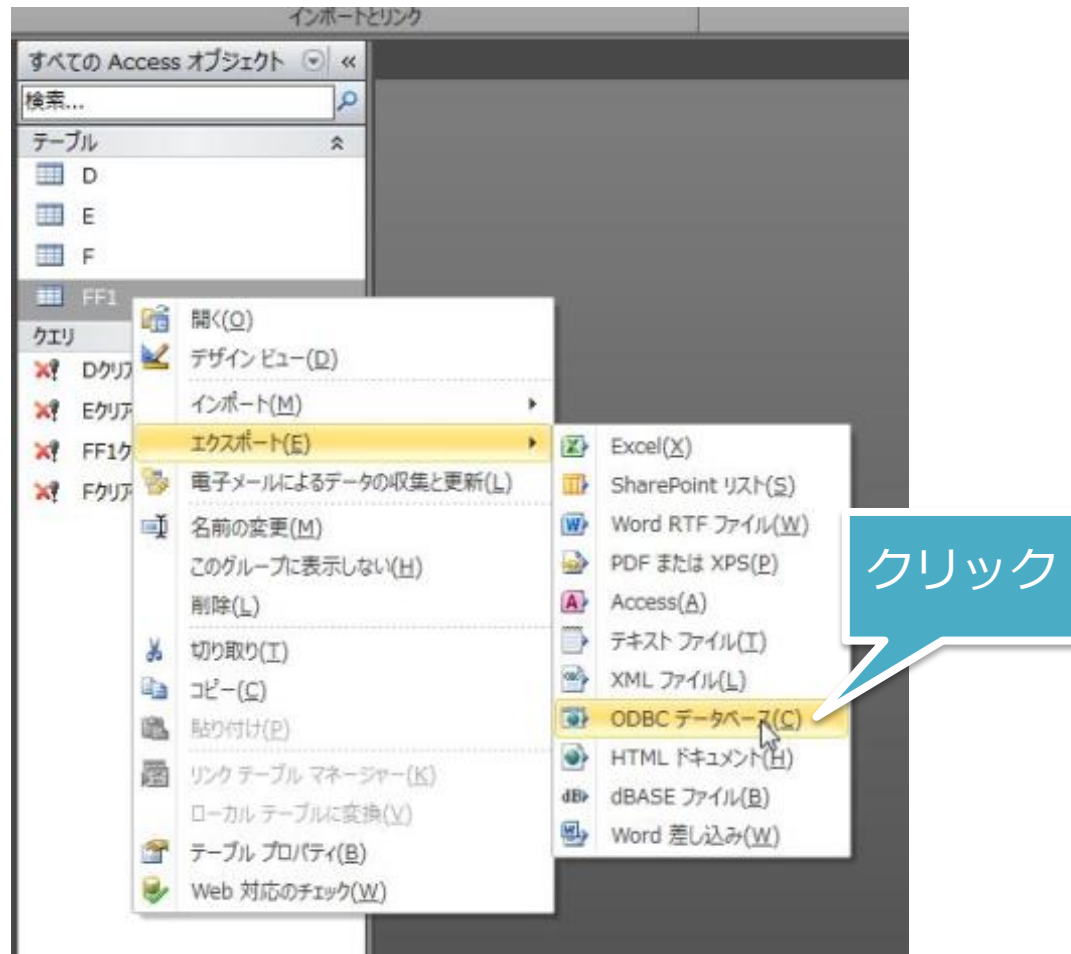 インポートとリンク
すべての Access オブジェクト
検索...
テーブル
D
E
F
FF1
クエリ
Dクリア
Eクリア
FF1ク
Fクリア
開く(O)
デザイン ビュー(D)
インポート(M)
エクスポート(E)
電子メールによるデータの収集と更新(L)
名前の変更(M)
このグループに表示しない(H)
削除(L)
切り取り(T)
コピー(C)
貼り付け(P)
リンク テーブル マネージャー(K)
ローカル テーブルに変換(V)
テーブル プロパティ(B)
Web 対応のチェック(W)
Excel(X)
SharePoint リスト(S)
Word RTF ファイル(W)
PDF または XPS(P)
Access(A)
テキスト ファイル(T)
XML ファイル(L)
ODBC データベース(C)
HTML ドキュメント(H)
dBASE ファイル(B)
Word 差し込み(W)
クリック